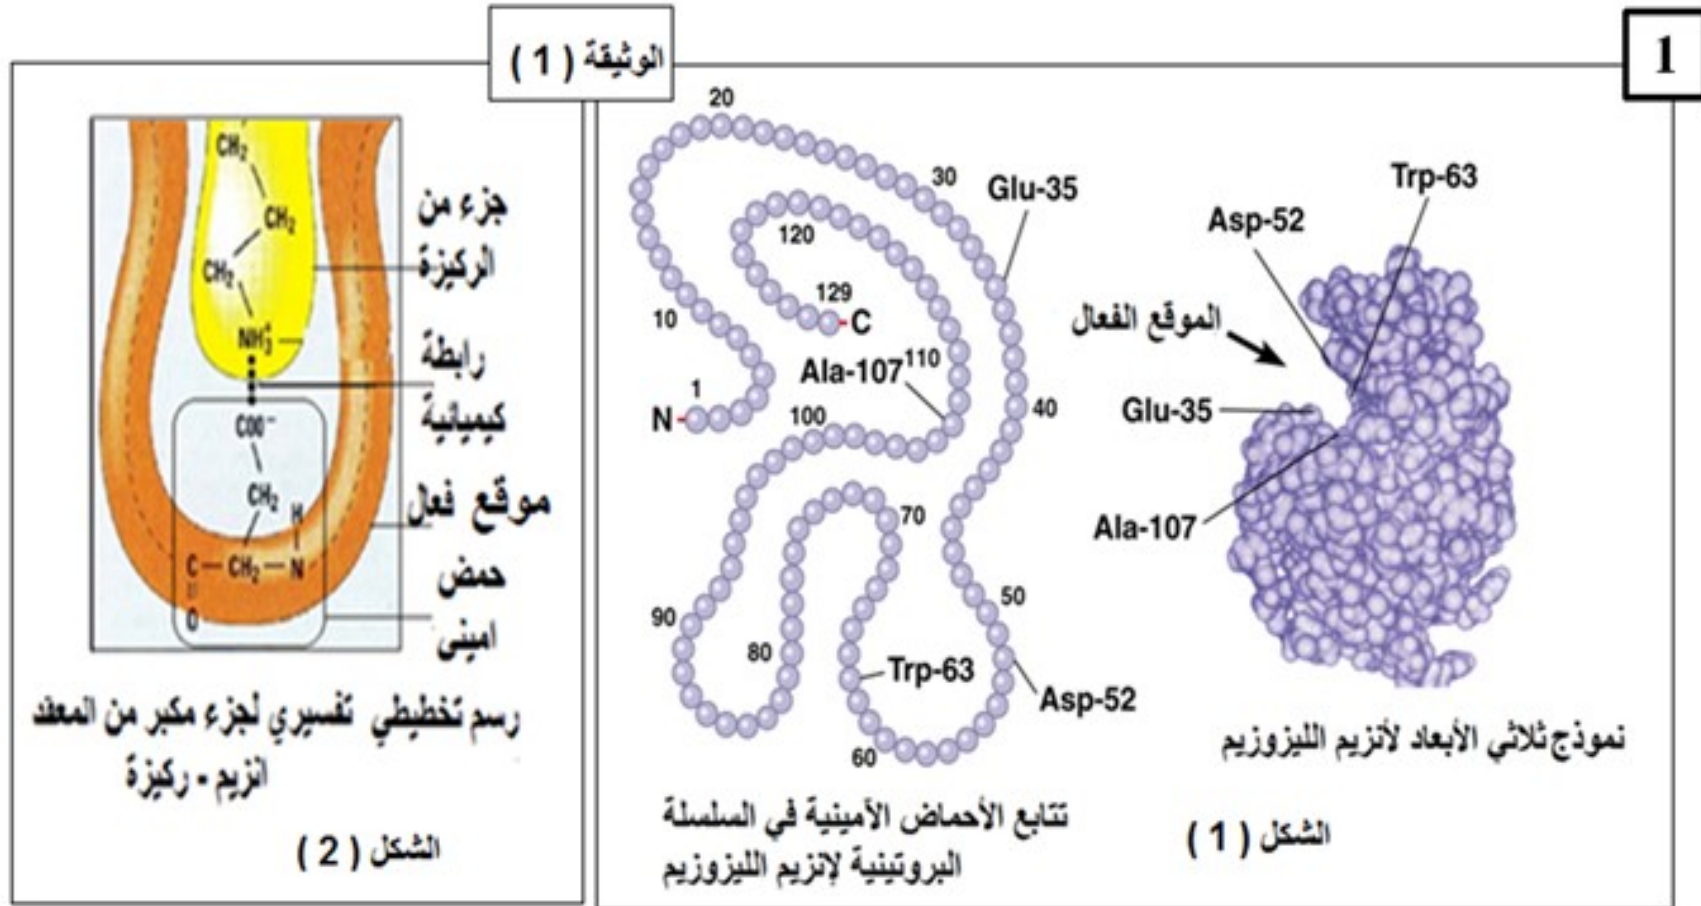 1
الوثيقة ( 1 )
20
30
Glu-35
120
129
C
10
Ala-107
110
1
N
100
40
70
50
90
80
Trp-63
Asp-52
60
تتابع الأحماض الآمينية في السلسلة
البروتينية لإنزيم الليزوزيم
Trp-63
Asp-52
الموقع الفعال
Glu-35
Ala-107
نموذج ثلاثي الأبعاد لأنزيم الليزوزيم
الشكل ( 1 )
CH₂
CH₂
CH₂
NH₃⁺
COO⁻
CH₂
H
C — CH₂ — N
O
جزء من
الركيزة
رابطة
كيميائية
موقع فعال
حمض
اميني
رسم تخطيطي تفسيري لجزء مكبر من المعقد
انزيم - ركيزة
الشكل ( 2 )